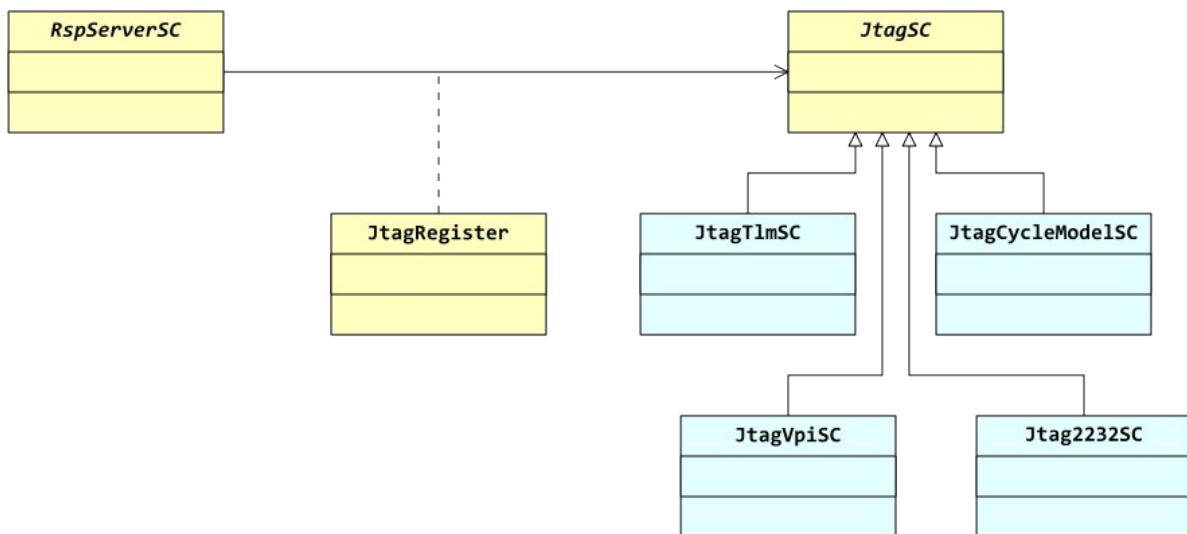 RspServerSC
JtagSC
JtagRegister
JtagTlmSC
JtagCycleModelSC
JtagVpiSC
Jtag2232SC